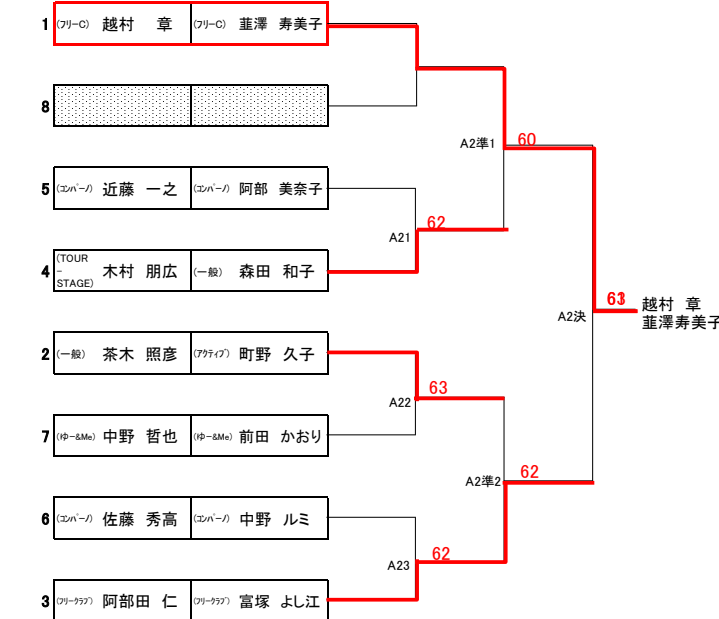 1 (フリーC) 越村 章 (フリーC) 韮澤 寿美子
8
A2準1 60
5 (コンパーノ) 近藤 一之 (コンパーノ) 阿部 美奈子
A21 62
4 (TOUR
-
STAGE) 木村 朋広 (一般) 森田 和子
A2決
越村 章
韮澤寿美子
2 (一般) 茶木 照彦 (アクティブ) 町野 久子
A22 63
7 (ゆー&Me) 中野 哲也 (ゆー&Me) 前田 かおり
A2準2 62
6 (コンパーノ) 佐藤 秀高 (コンパーノ) 中野 ルミ
A23 62
3 (フリークラブ) 阿部田 仁 (フリークラブ) 富塚 よし江